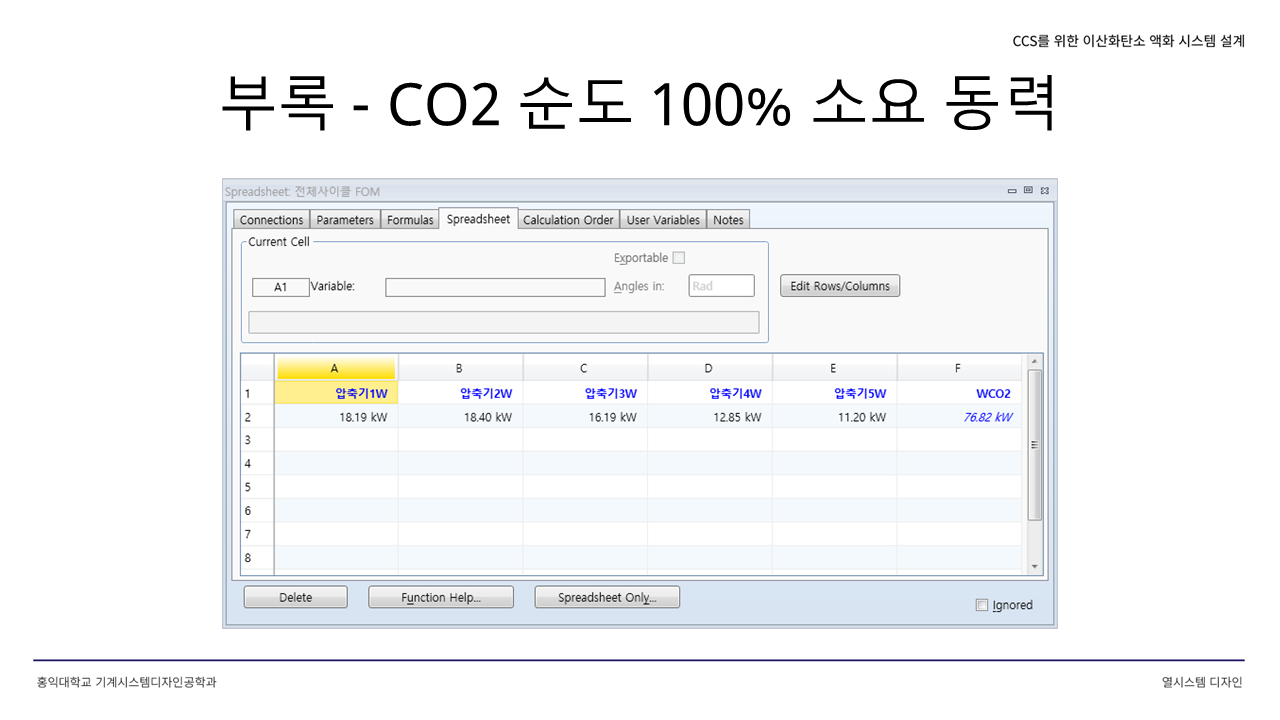 CCS를 위한 이산화탄소 액화 시스템 설계
부록 - CO2 순도 100% 소요 동력
Spreadsheet: 전체사이클 FOM
Connections Parameters Formulas Spreadsheet Calculation Order User Variables Notes
Current Cell
Exportable
A1 Variable: Angles in: Rad Edit Rows/Columns
A B C D E F
1 압축기1W 압축기2W 압축기3W 압축기4W 압축기5W WCO2
2 18.19 kW 18.40 kW 16.19 kW 12.85 kW 11.20 kW 76.82 kW
3
4
5
6
7
8
Delete Function Help... Spreadsheet Only... Ignored
홍익대학교 기계시스템디자인공학과 열시스템 디자인